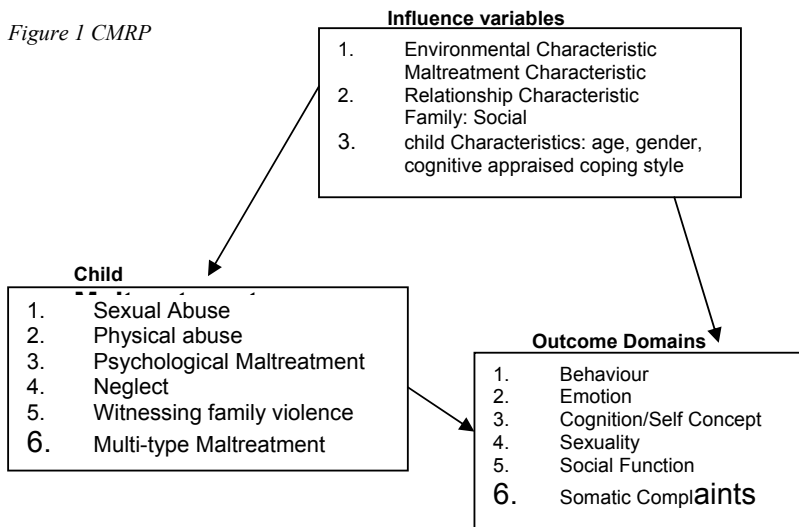 Figure 1 CMRP
Influence variables
1. Environmental Characteristic
Maltreatment Characteristic
2. Relationship Characteristic
Family: Social
3. child Characteristics: age, gender,
cognitive appraised coping style
Child
1. Sexual Abuse
2. Physical abuse
3. Psychological Maltreatment
4. Neglect
5. Witnessing family violence
6. Multi-type Maltreatment
Outcome Domains
1. Behaviour
2. Emotion
3. Cognition/Self Concept
4. Sexuality
5. Social Function
6. Somatic Complaints